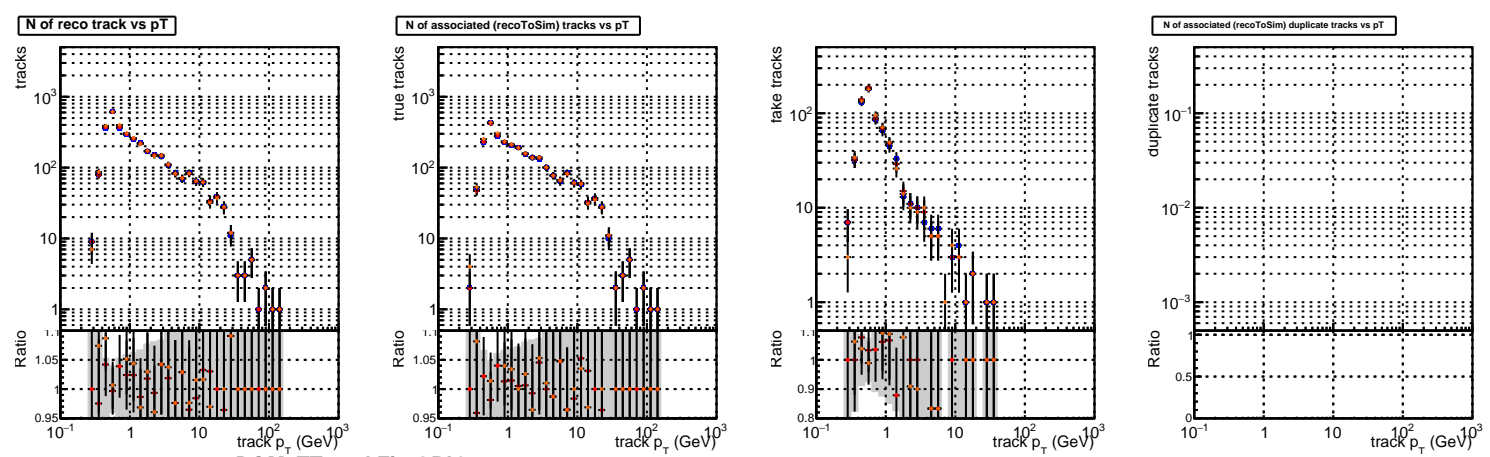 N of reco track vs pT
tracks
10³
10²
10
1
Ratio
1.1
1.05
1
0.95
10⁻¹ 1 10 10² 10³
track p_T (GeV)
N of associated (recoToSim) tracks vs pT
true tracks
10³
10²
10
1
Ratio
1.1
1.05
1
0.95
10⁻¹ 1 10 10² 10³
track p_T (GeV)
fake tracks
10²
10
1
Ratio
1
0.9
0.8
10⁻¹ 1 10 10² 10³
track p_T (GeV)
N of associated (recoToSim) duplicate tracks vs pT
duplicate tracks
10⁻¹
10⁻²
10⁻³
Ratio
1
0.5
0
10⁻¹ 1 10 10² 10³
track p_T (GeV)